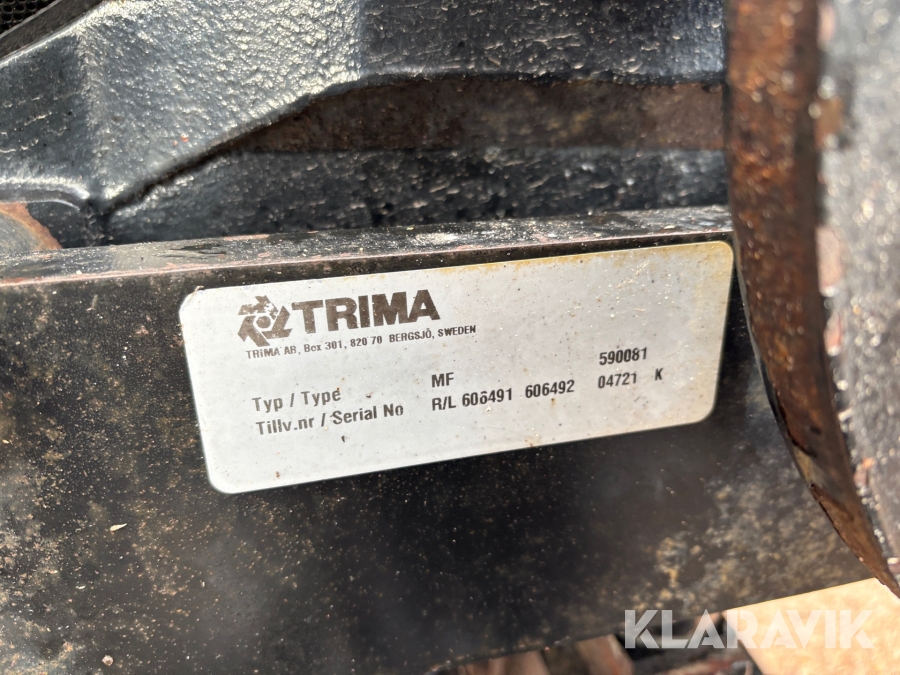 TRIMA
TRIMA AB, Box 301, 820 70 BERGSJÖ, SWEDEN
Typ / Type MF 590081
Tillv.nr / Serial No R/L 606491 606492 04721 K
KLARAVIK